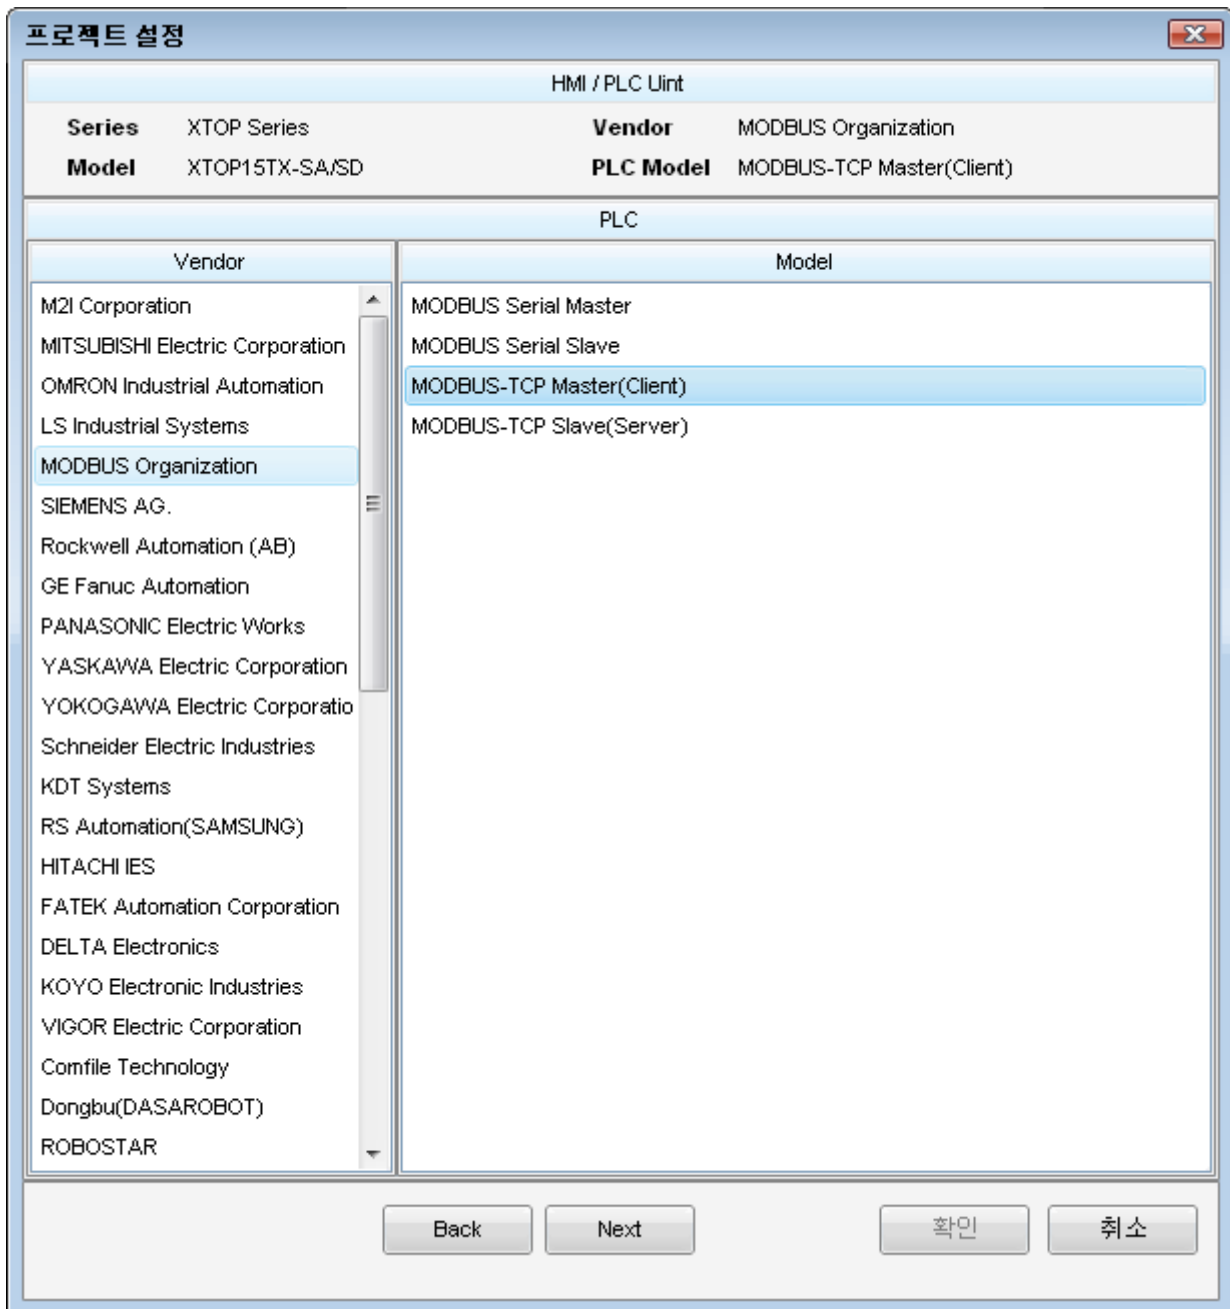 프로젝트 설정
HMI / PLC Uint
Series XTOP Series Vendor MODBUS Organization
Model XTOP15TX-SA/SD PLC Model MODBUS-TCP Master(Client)
PLC
Vendor Model
M2I Corporation MODBUS Serial Master
MITSUBISHI Electric Corporation MODBUS Serial Slave
OMRON Industrial Automation MODBUS-TCP Master(Client)
LS Industrial Systems MODBUS-TCP Slave(Server)
MODBUS Organization
SIEMENS AG.
Rockwell Automation (AB)
GE Fanuc Automation
PANASONIC Electric Works
YASKAWA Electric Corporation
YOKOGAWA Electric Corporatio
Schneider Electric Industries
KDT Systems
RS Automation(SAMSUNG)
HITACHI IES
FATEK Automation Corporation
DELTA Electronics
KOYO Electronic Industries
VIGOR Electric Corporation
Comfile Technology
Dongbu(DASAROBOT)
ROBOSTAR
Back Next 확인 취소